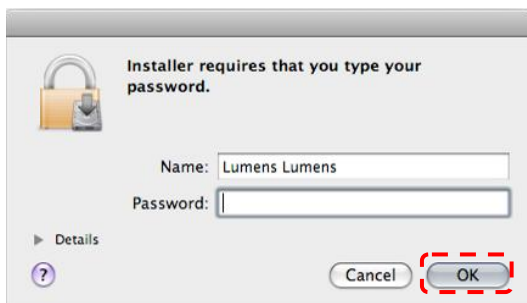 Installer requires that you type your
password.
Name: Lumens Lumens
Password:
Details
?
Cancel
OK